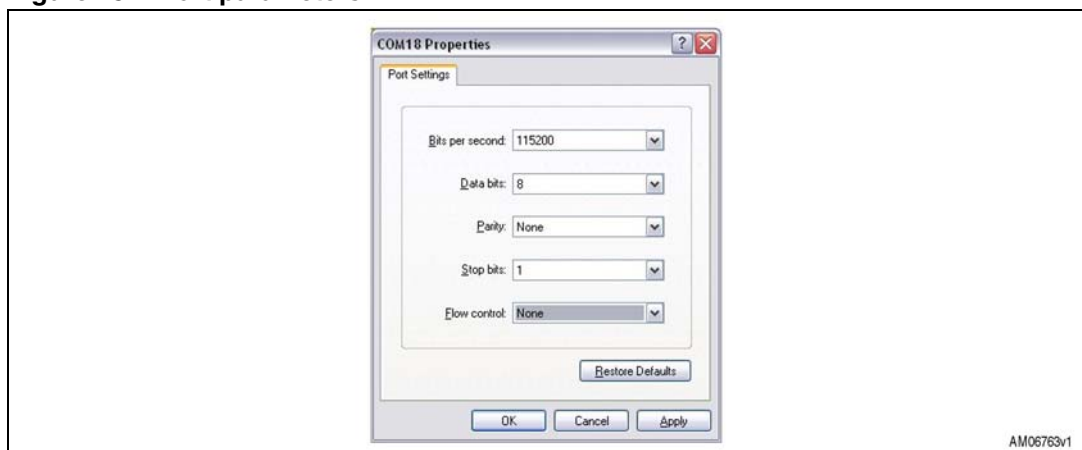 COM18 Properties
Port Settings
Bits per second: 115200
Data bits: 8
Parity: None
Stop bits: 1
Flow control: None
Restore Defaults
OK Cancel Apply
AM06763v1